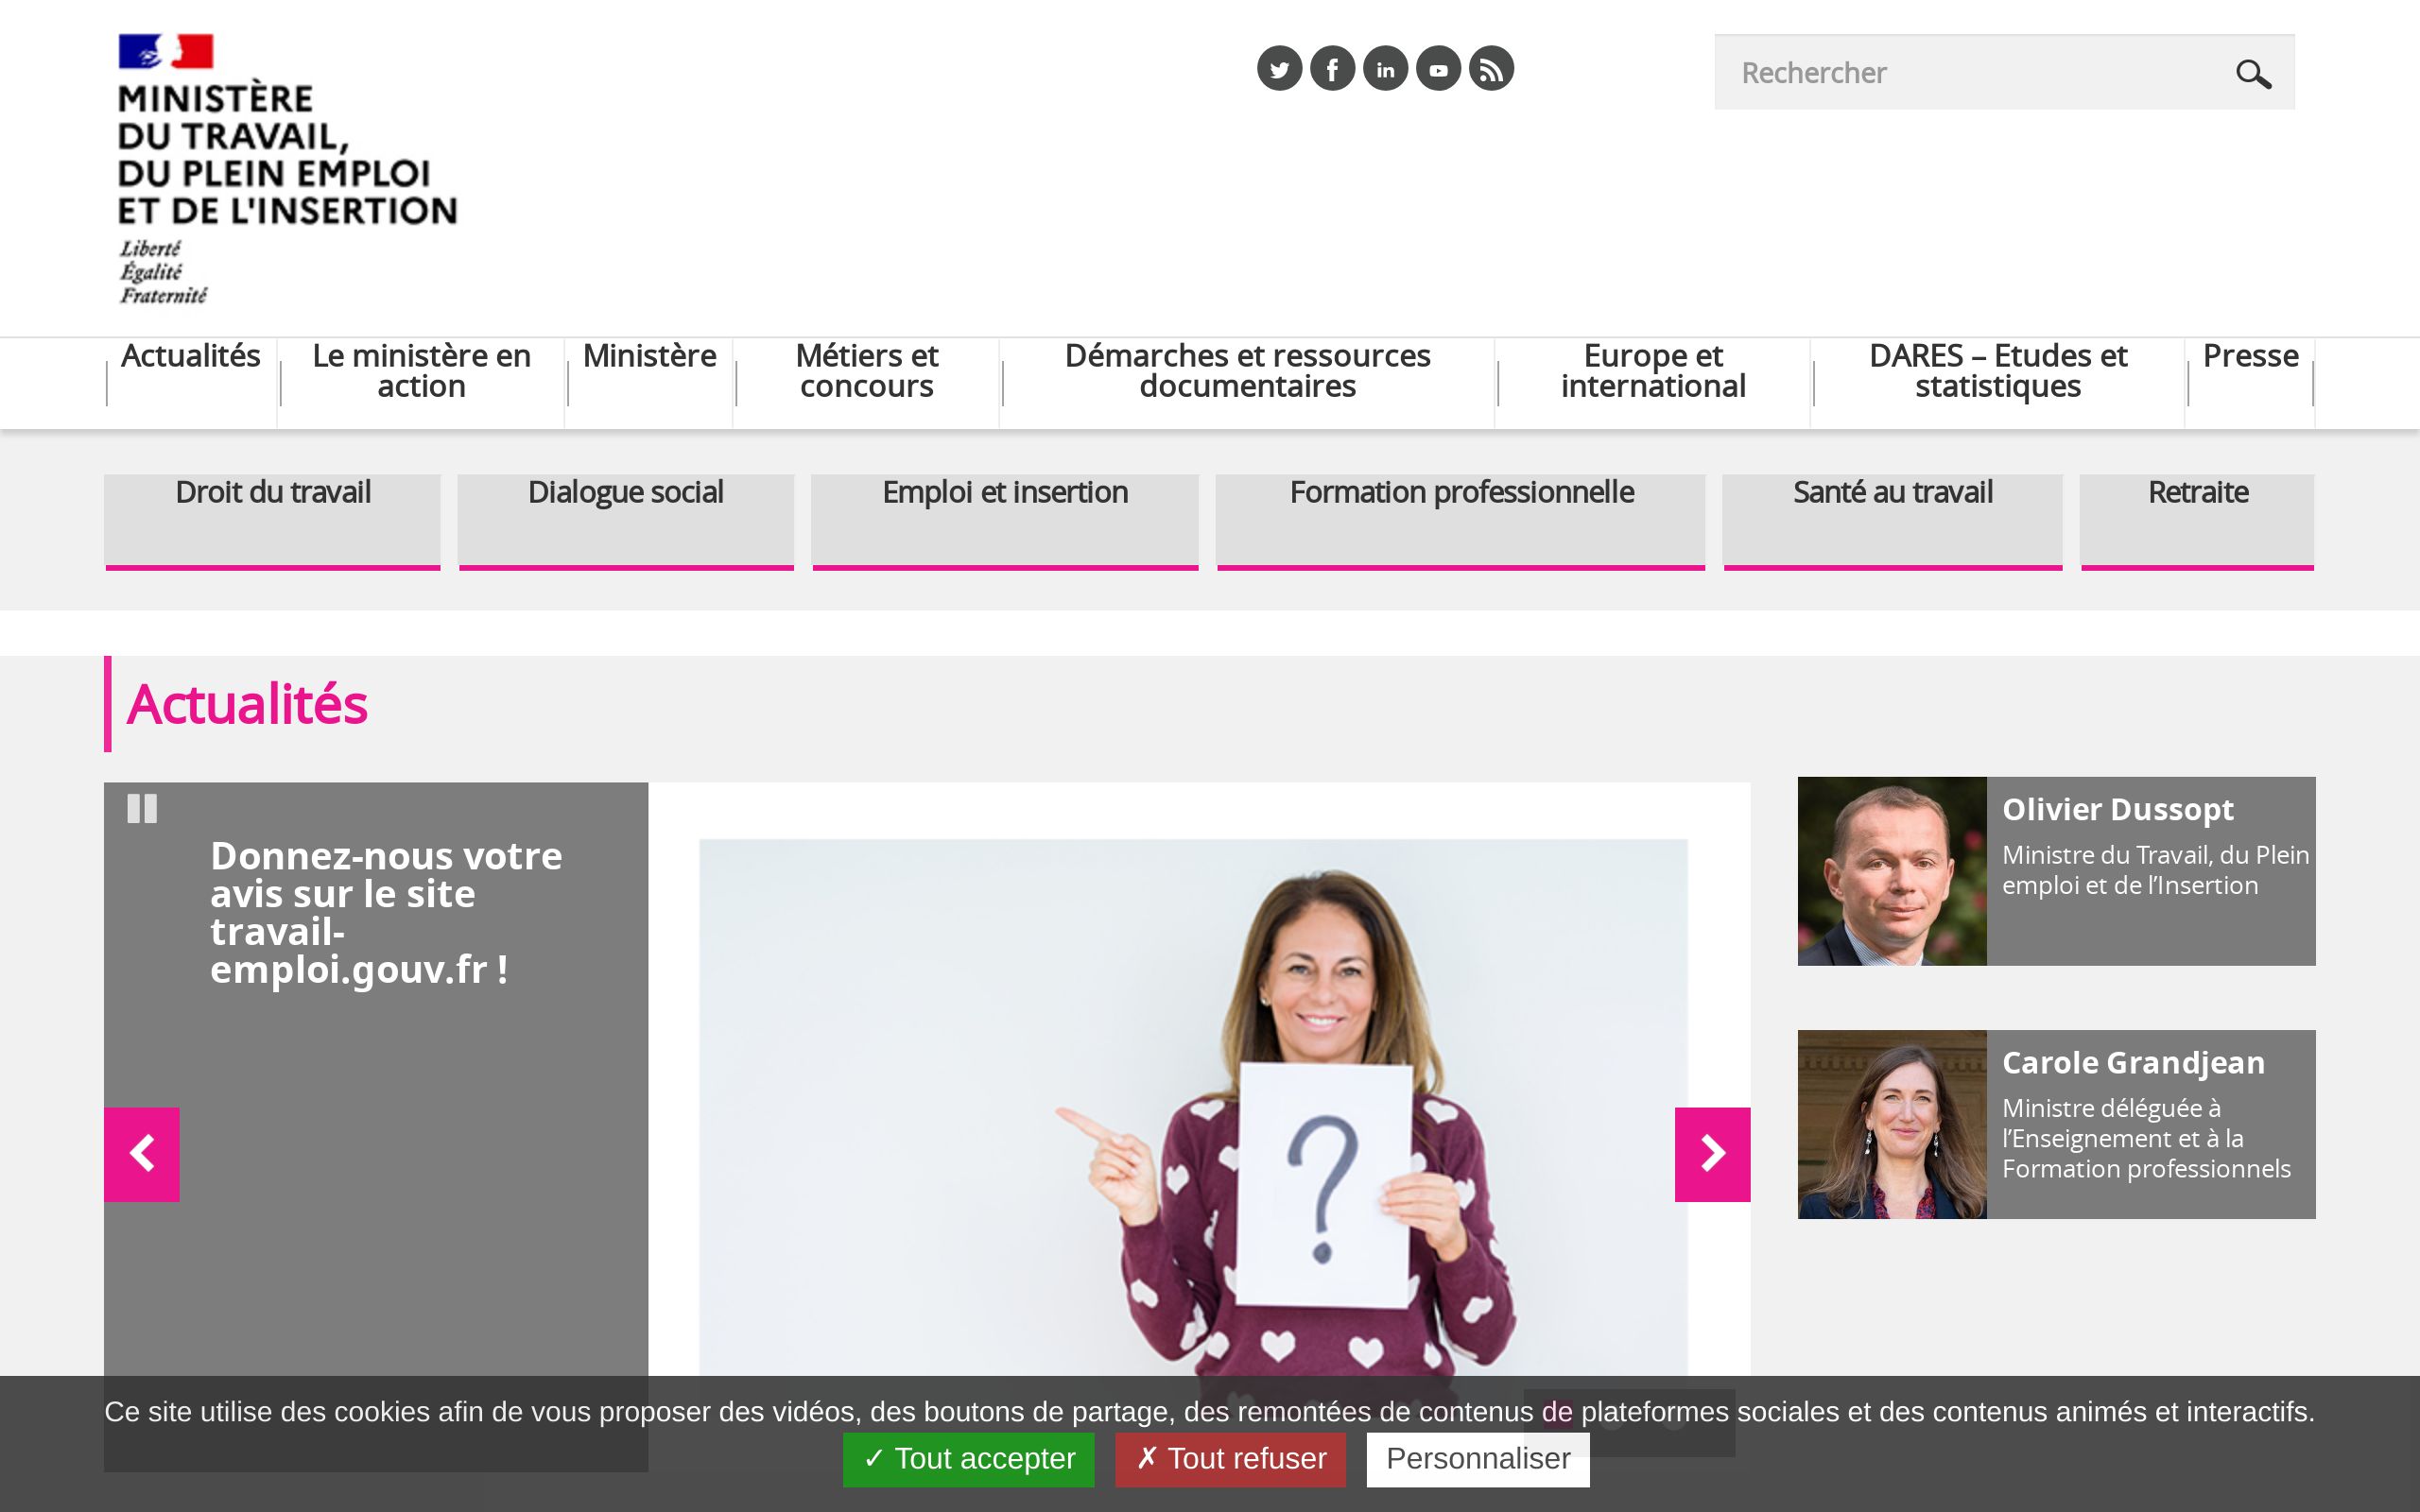 MINISTÈRE
DU TRAVAIL,
DU PLEIN EMPLOI
ET DE L'INSERTION
Liberté
Égalité
Fraternité
Rechercher
Actualités
Le ministère en
action
Ministère
Métiers et
concours
Démarches et ressources
documentaires
Europe et
international
DARES – Etudes et
statistiques
Presse
Droit du travail
Dialogue social
Emploi et insertion
Formation professionnelle
Santé au travail
Retraite
Actualités
Donnez-nous votre
avis sur le site
travail-
emploi.gouv.fr !
?
Olivier Dussopt
Ministre du Travail, du Plein
emploi et de l’Insertion
Carole Grandjean
Ministre déléguée à
l’Enseignement et à la
Formation professionnels
Ce site utilise des cookies afin de vous proposer des vidéos, des boutons de partage, des remontées de contenus de plateformes sociales et des contenus animés et interactifs.
✓ Tout accepter
✗ Tout refuser
Personnaliser